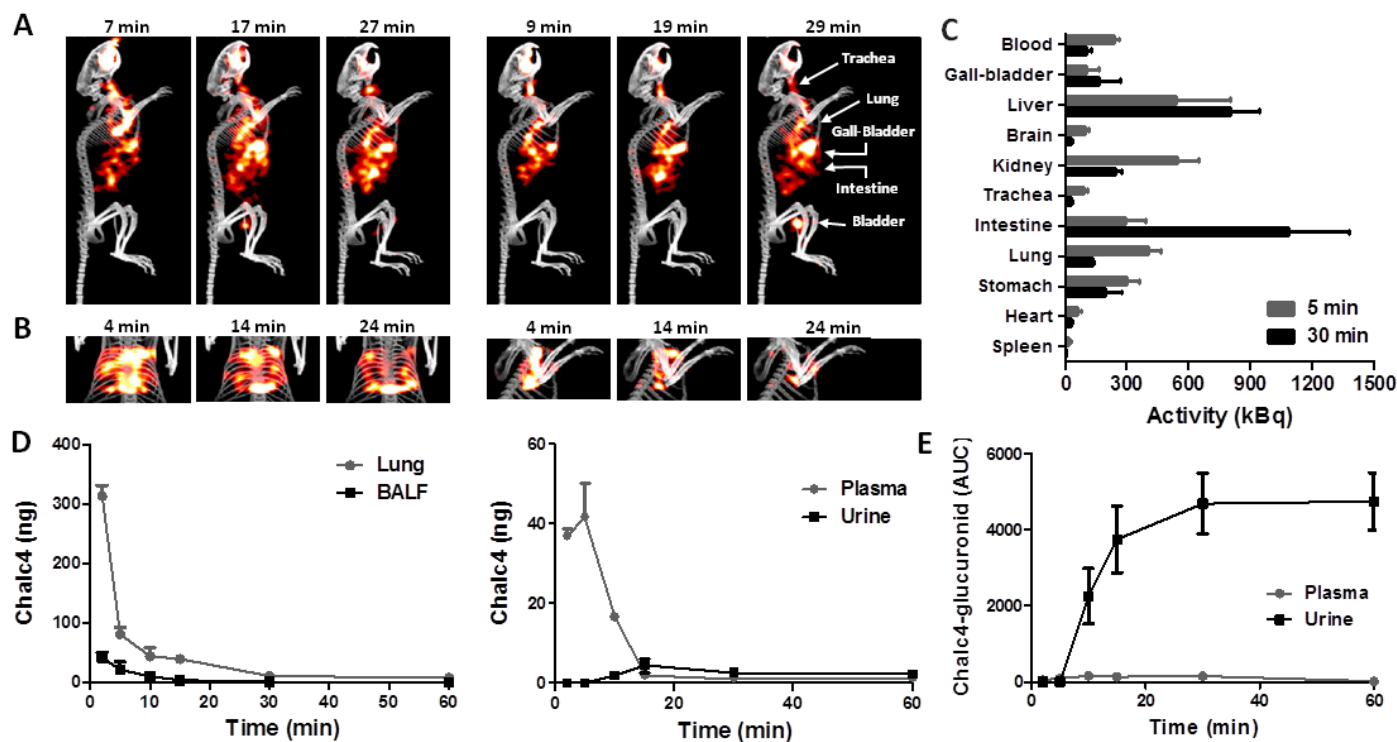 A
7 min 17 min 27 min 9 min 19 min 29 min
Trachea
Lung
Gall-Bladder
Intestine
Bladder
B
4 min 14 min 24 min 4 min 14 min 24 min
C
Blood
Gall-bladder
Liver
Brain
Kidney
Trachea
Intestine
Lung
Stomach
Heart
Spleen
5 min
30 min
0 300 600 900 1200 1500
Activity (kBq)
D
Chalc4 (ng)
400
300
200
100
0
Lung
BALF
0 20 40 60
Time (min)
Chalc4 (ng)
60
40
20
0
Plasma
Urine
0 20 40 60
Time (min)
E
Chalc4-glucuronid (AUC)
6000
4000
2000
0
Plasma
Urine
0 20 40 60
Time (min)